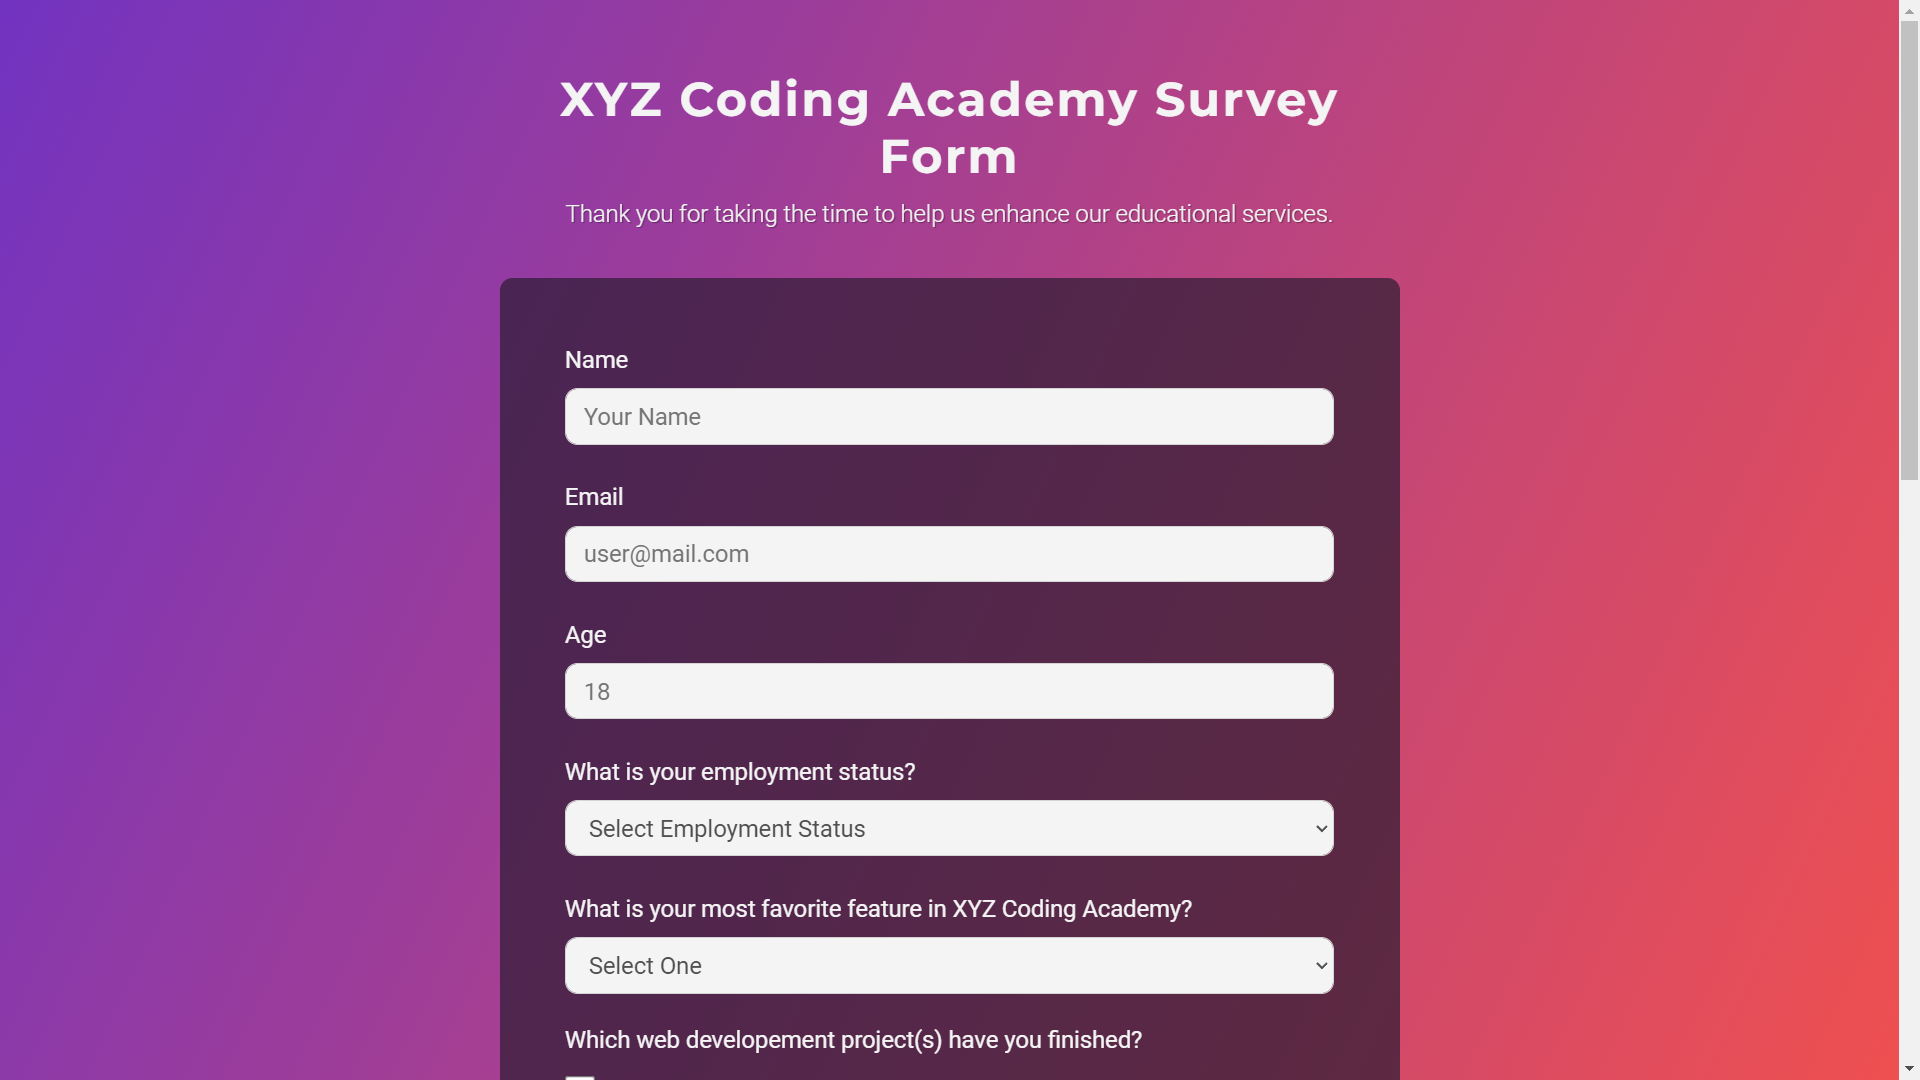 XYZ Coding Academy Survey
Form
Thank you for taking the time to help us enhance our educational services.
Name
Your Name
Email
user@mail.com
Age
18
What is your employment status?
Select Employment Status
What is your most favorite feature in XYZ Coding Academy?
Select One
Which web developement project(s) have you finished?